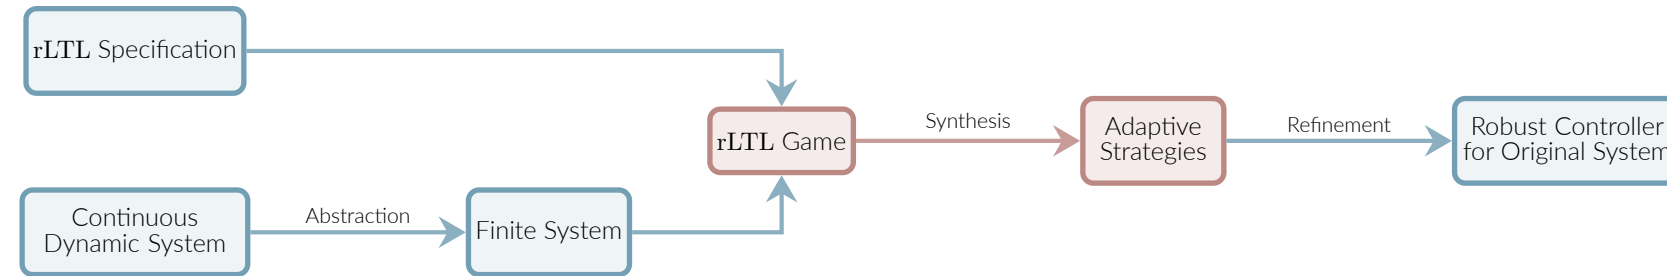 rLTL Specification
rLTL Game
Synthesis
Adaptive
Strategies
Refinement
Robust Controller
for Original System
Continuous
Dynamic System
Abstraction
Finite System